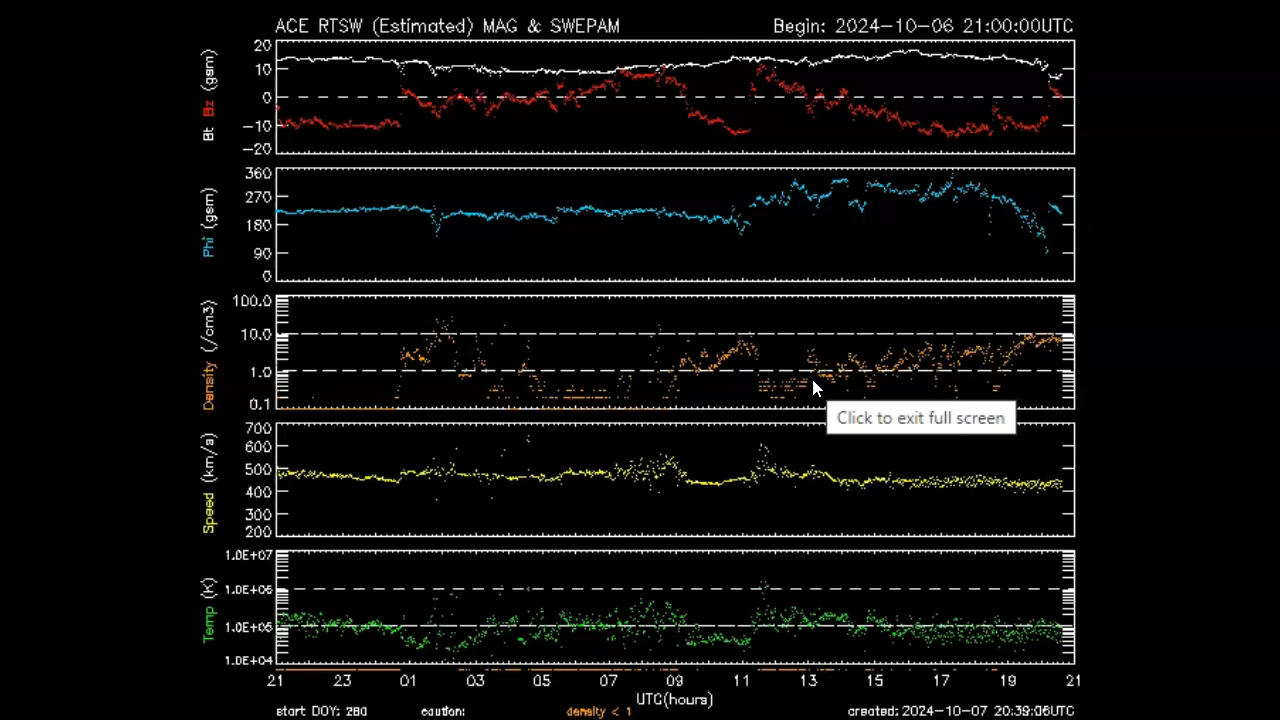 ACE RTSW (Estimated) MAG & SWEPAM Begin: 2024-10-06 21:00:00UTC
Bt Bz (gsm)
20
10
0
-10
-20
Phi (gsm)
360
270
180
90
0
Density (/cm3)
100.0
10.0
1.0
0.1
Click to exit full screen
Speed (km/s)
700
600
500
400
300
200
Temp (K)
1.0E+07
1.0E+06
1.0E+05
1.0E+04
21 23 01 03 05 07 09 11 13 15 17 19 21
UTC(hours)
start DOY: 280 caution: density < 1 created: 2024-10-07 20:39:06UTC